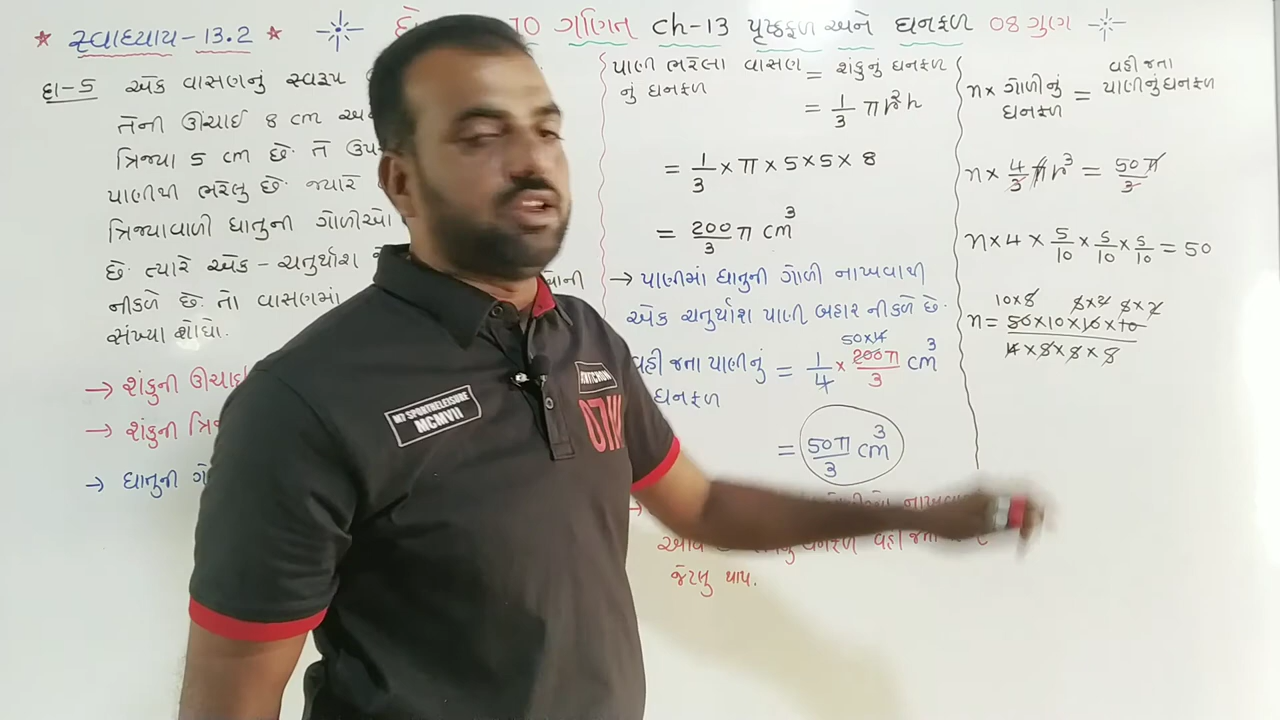 ★ સ્વાધ્યાય - 13.2 ★ 10 ગણિત ch-13 પૃષ્ઠફળ અને ઘનફળ 08 ગુણ
દા-5 એક વાસણનું સ્વરૂપ
તેની ઊંચાઈ 8 cm અને
ત્રિજ્યા 5 cm છે. તે
પાણીથી ભરેલુ છે. જ્યારે
ત્રિજ્યાવાળી ધાતુની ગોળીઓ
છે ત્યારે એક - ચતુર્થાંશ
નીકળે છે. તો વાસણમાં
સંખ્યા શોધો.
→ શંકુની ઊંચાઈ
→ શંકુની
→ ધાતુની
પાણી ભરેલા વાસણ = શંકુનું ઘનફળ
નું ઘનફળ
= 1/3 πr²h
= 1/3 × π × 5 × 5 × 8
= 200/3 π cm³
→ પાણીમાં ધાતુની ગોળી નાખવાથી
એક ચતુર્થાંશ પાણી બહાર નીકળે છે.
50×4
વહી જતા પાણીનું = 1/4 × 200π/3 cm³
ઘનફળ
= 50π/3 cm³
જેટલુ થાય.
n × ગોળીનું ઘનફળ = વહી જતા પાણીનું ઘનફળ
n × 4/3 πr³ = 50π/3
n × 4 × 5/10 × 5/10 × 5/10 = 50
n = 50×10×10×10
MCMVII